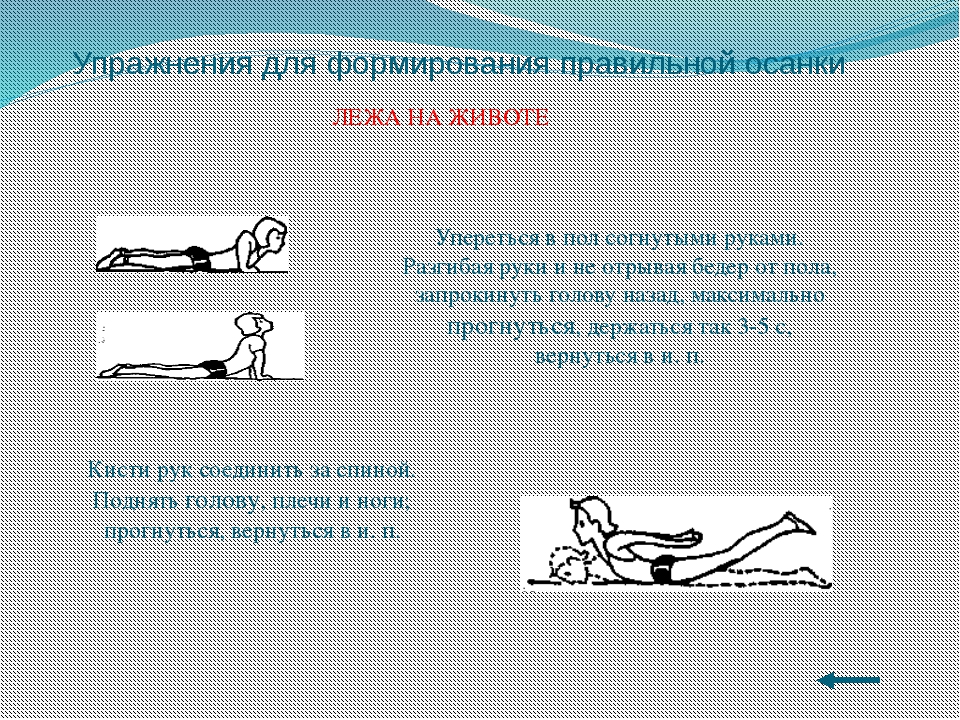 Упражнения для формирования правильной осанки
ЛЕЖА НА ЖИВОТЕ
Упереться в пол согнутыми руками.
Разгибая руки и не отрывая бедер от пола,
запрокинуть голову назад, максимально
прогнуться, держаться так 3-5 с,
вернуться в и. п.
Кисти рук соединить за спиной.
Поднять голову, плечи и ноги;
прогнуться, вернуться в и. п.